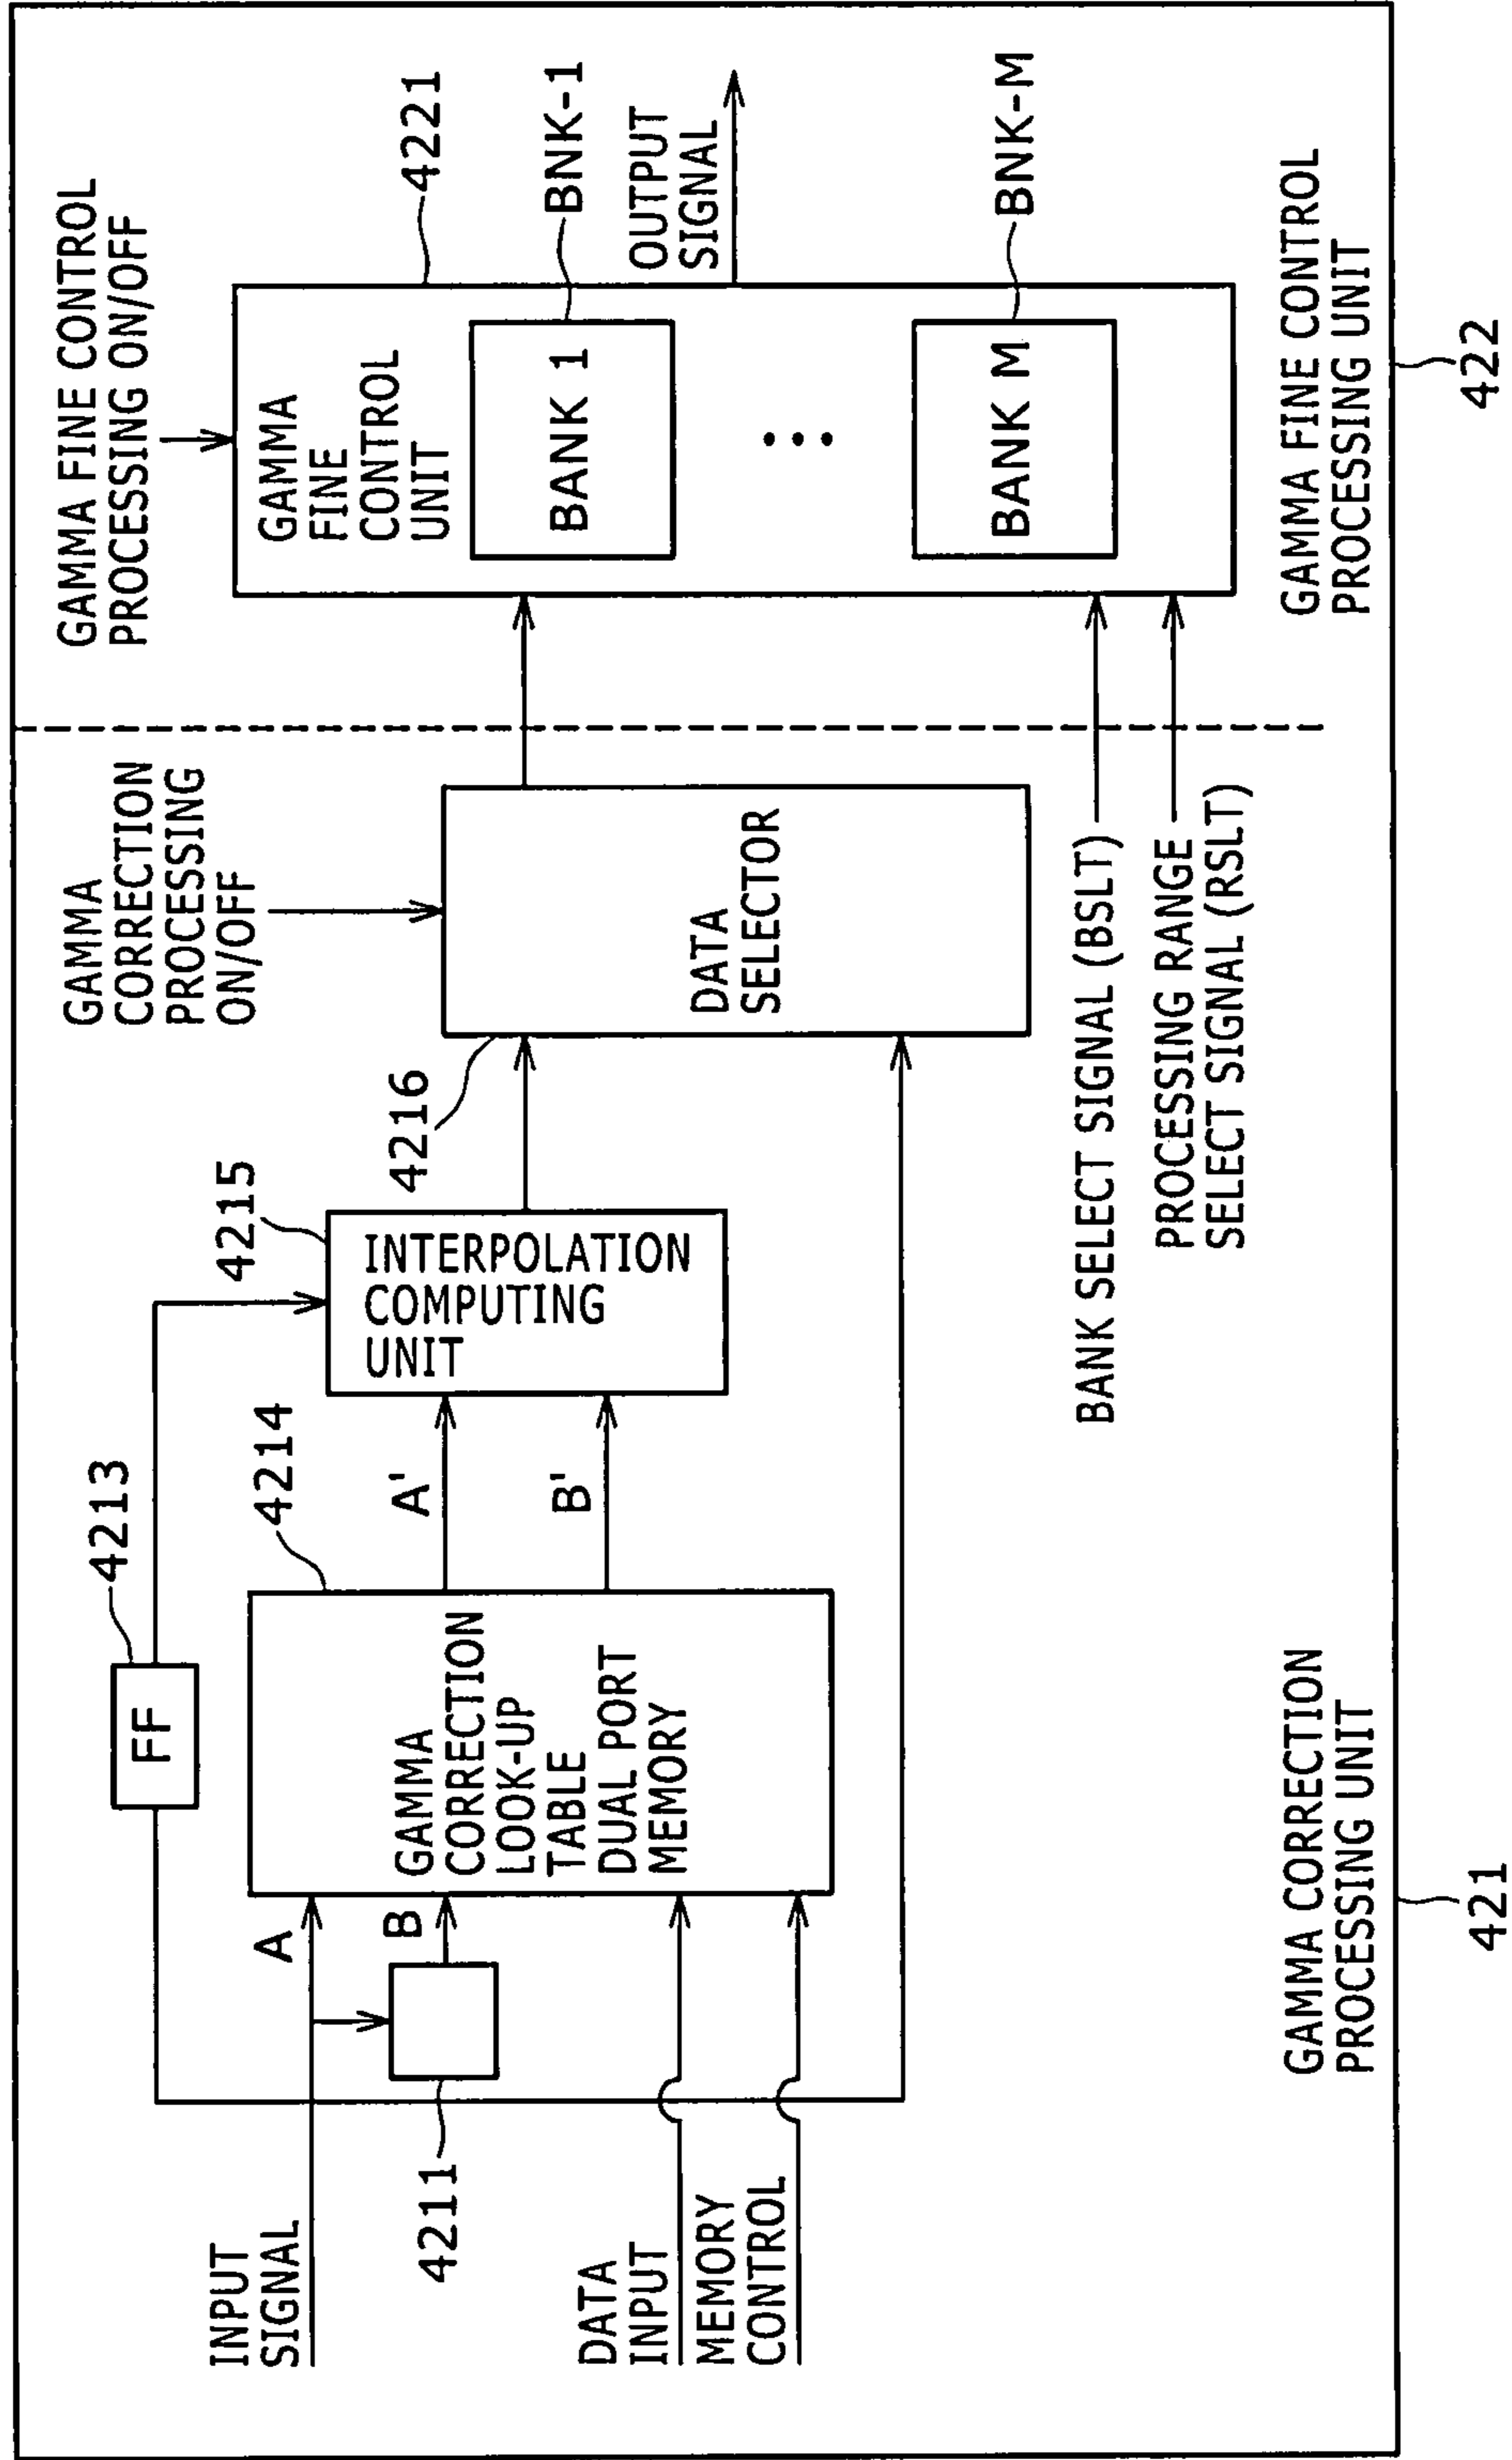 GAMMA FINE CONTROL
PROCESSING ON/OFF
4221
GAMMA
FINE
CONTROL
UNIT
BANK 1
BNK-1
OUTPUT
SIGNAL
BANK M
BNK-M
GAMMA FINE CONTROL
PROCESSING UNIT
422
GAMMA
CORRECTION
PROCESSING
ON/OFF
4216
DATA
SELECTOR
BANK SELECT SIGNAL (BSLT)
PROCESSING RANGE
SELECT SIGNAL (RSLT)
4215
INTERPOLATION
COMPUTING
UNIT
4213
FF
4214
A'
B'
GAMMA
CORRECTION
LOOK-UP
TABLE
DUAL PORT
MEMORY
A
B
4211
INPUT
SIGNAL
DATA
INPUT
MEMORY
CONTROL
GAMMA CORRECTION
PROCESSING UNIT
421